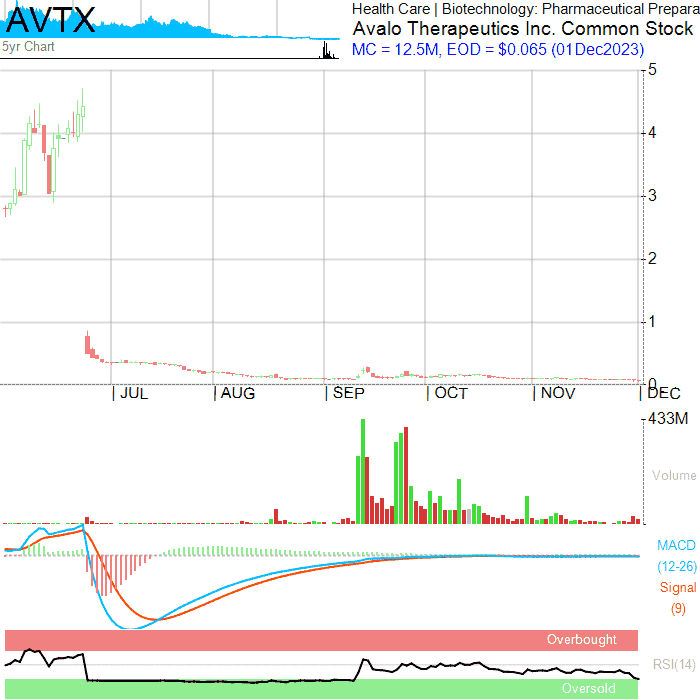 AVTX
5yr Chart
Health Care | Biotechnology: Pharmaceutical Prepara
Avalo Therapeutics Inc. Common Stock
MC = 12.5M, EOD = $0.065 (01Dec2023)
5
4
3
2
1
0
JUL AUG SEP OCT NOV DEC
433M
Volume
MACD
(12-26)
Signal
(9)
Overbought
RSI(14)
Oversold